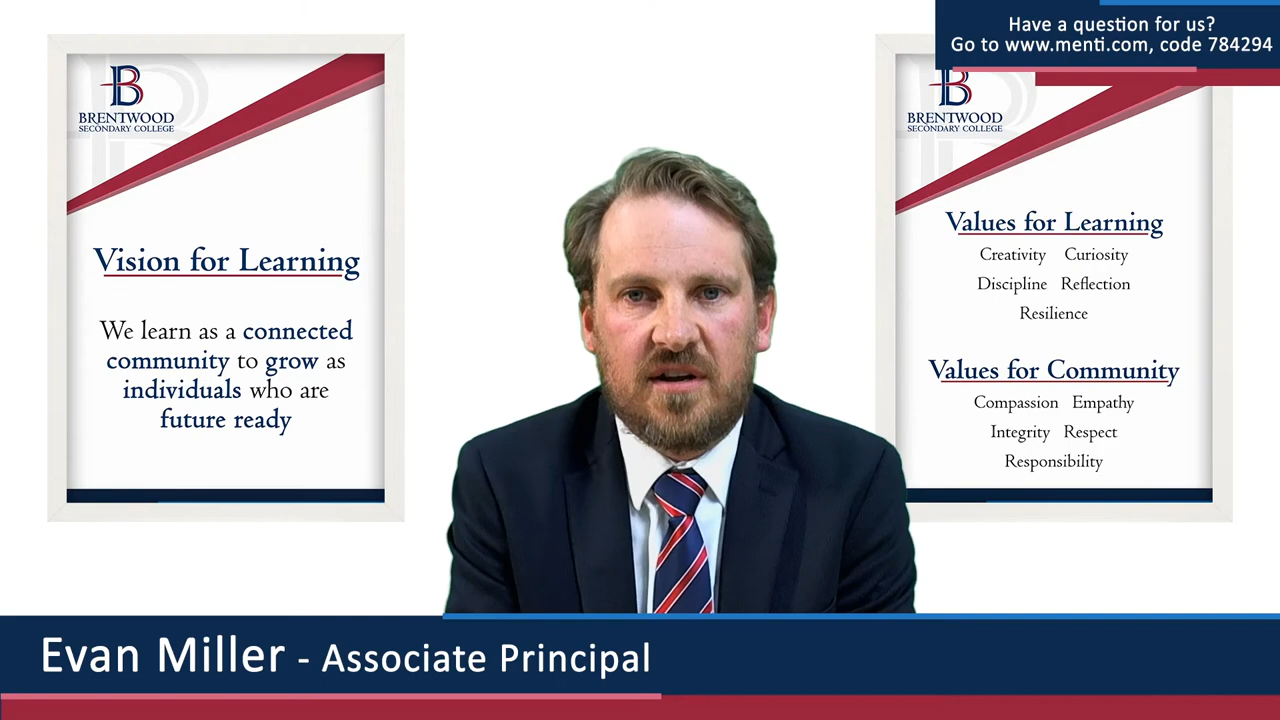 Have a question for us?
Go to www.menti.com, code 784294
B
BRENTWOOD
SECONDARY COLLEGE
Vision for Learning
We learn as a connected
community to grow as
individuals who are
future ready
B
BRENTWOOD
SECONDARY COLLEGE
Values for Learning
Creativity Curiosity
Discipline Reflection
Resilience
Values for Community
Compassion Empathy
Integrity Respect
Responsibility
Evan Miller - Associate Principal